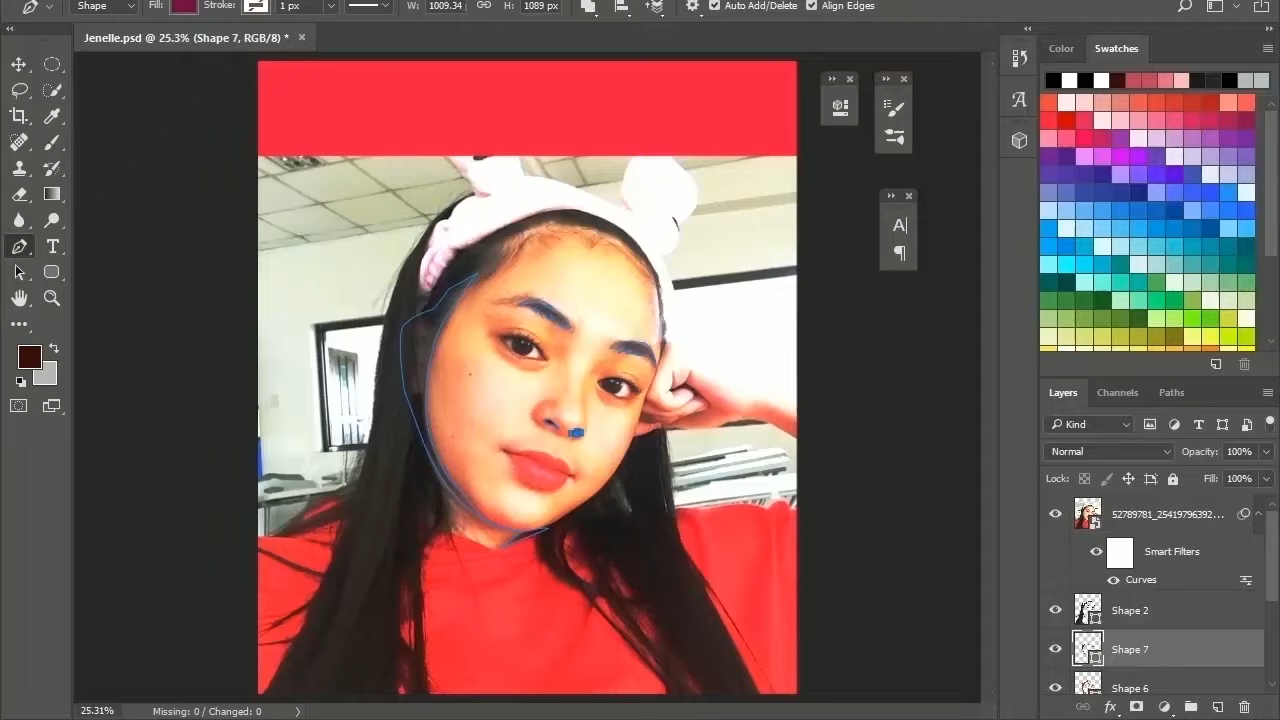 Shape Fill: Stroke: 1 px W: 1009.34 H: 1089 px Auto Add/Delete Align Edges
Jenelle.psd @ 25.3% (Shape 7, RGB/8) *
Color Swatches
Layers Channels Paths
Kind
Normal Opacity: 100%
Lock: Fill: 100%
52789781_25419796392...
Smart Filters
Curves
Shape 2
Shape 7
Shape 6
25.31% Missing: 0 / Changed: 0